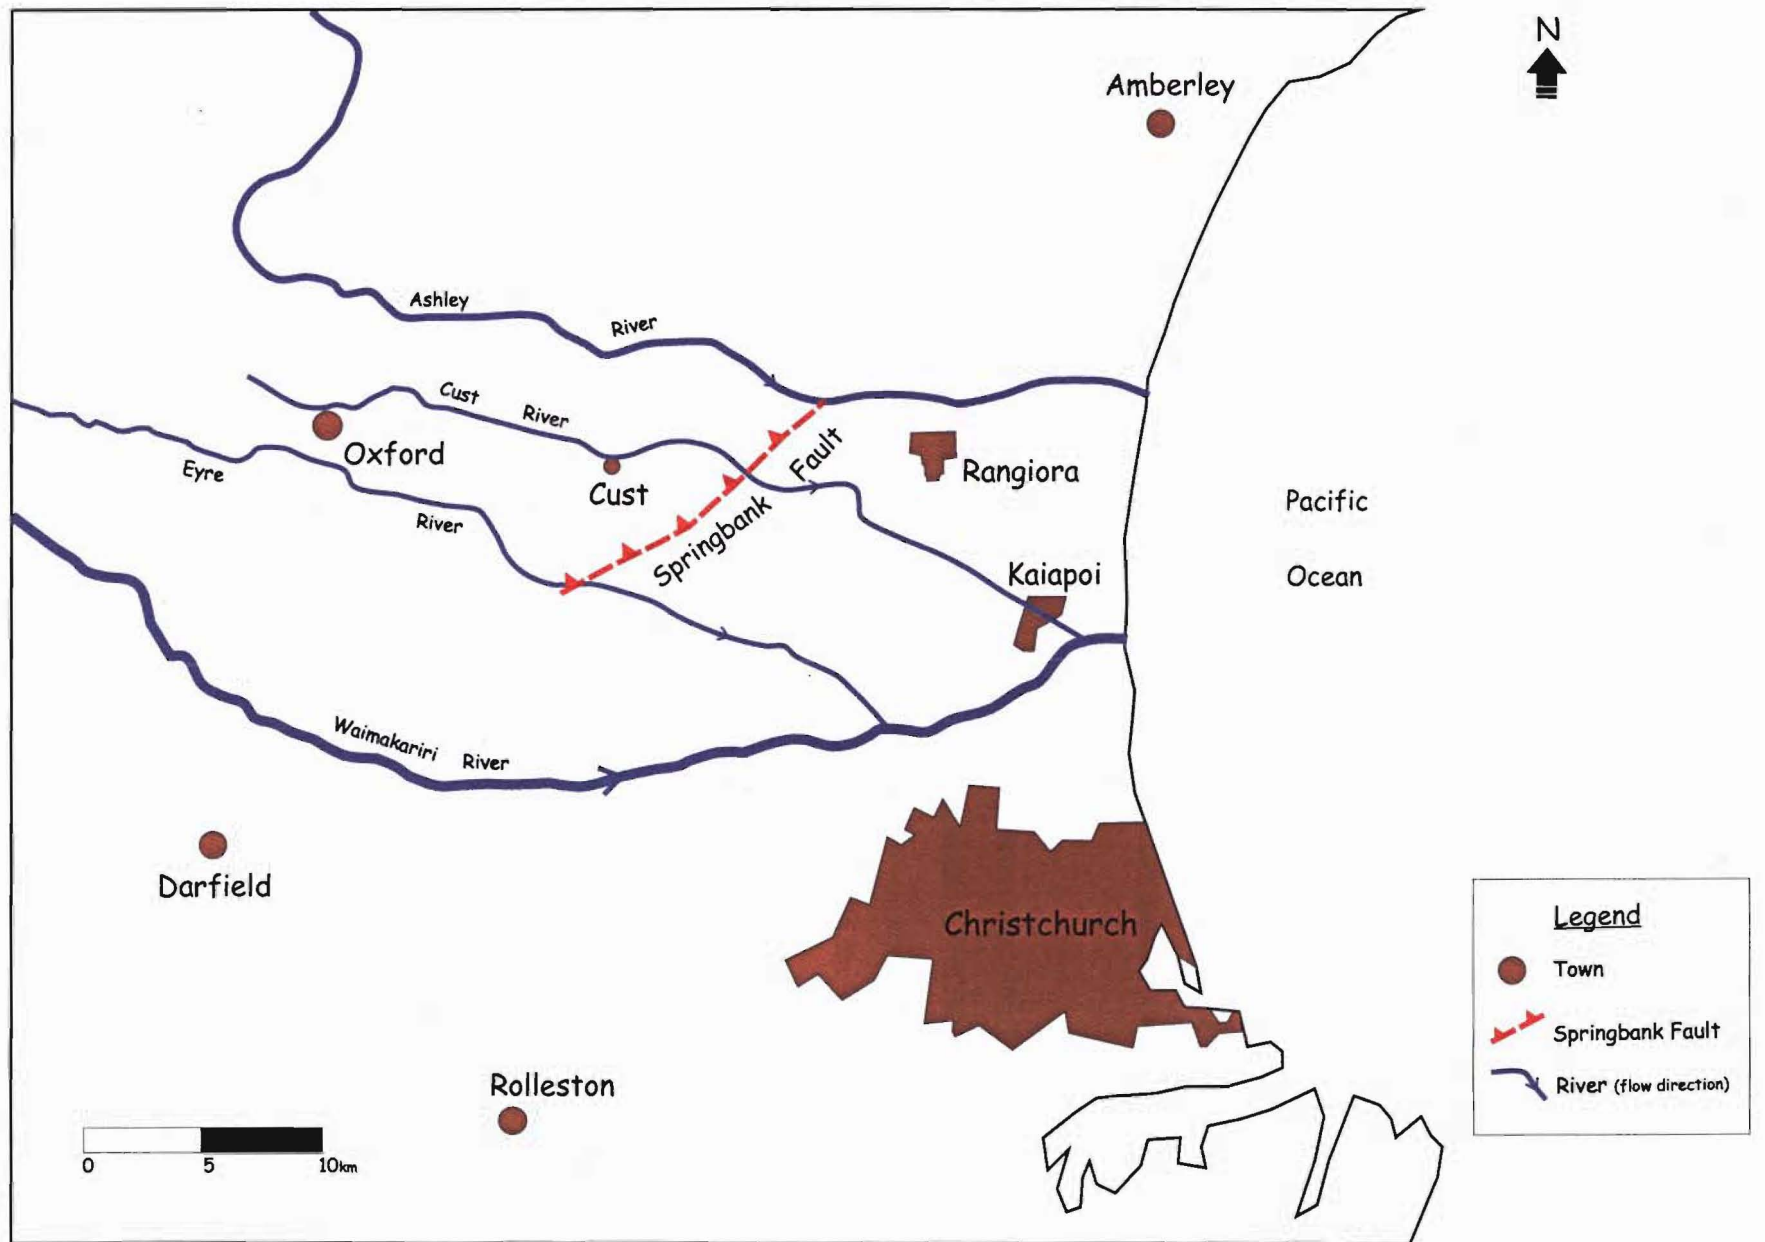 N
Amberley
Ashley
River
Cust
River
Oxford
Eyre
River
Cust
Springbank Fault
Rangiora
Pacific
Ocean
Kaiapoi
Waimakariri River
Darfield
Christchurch
Rolleston
0 5 10km
Legend
Town
Springbank Fault
River (flow direction)